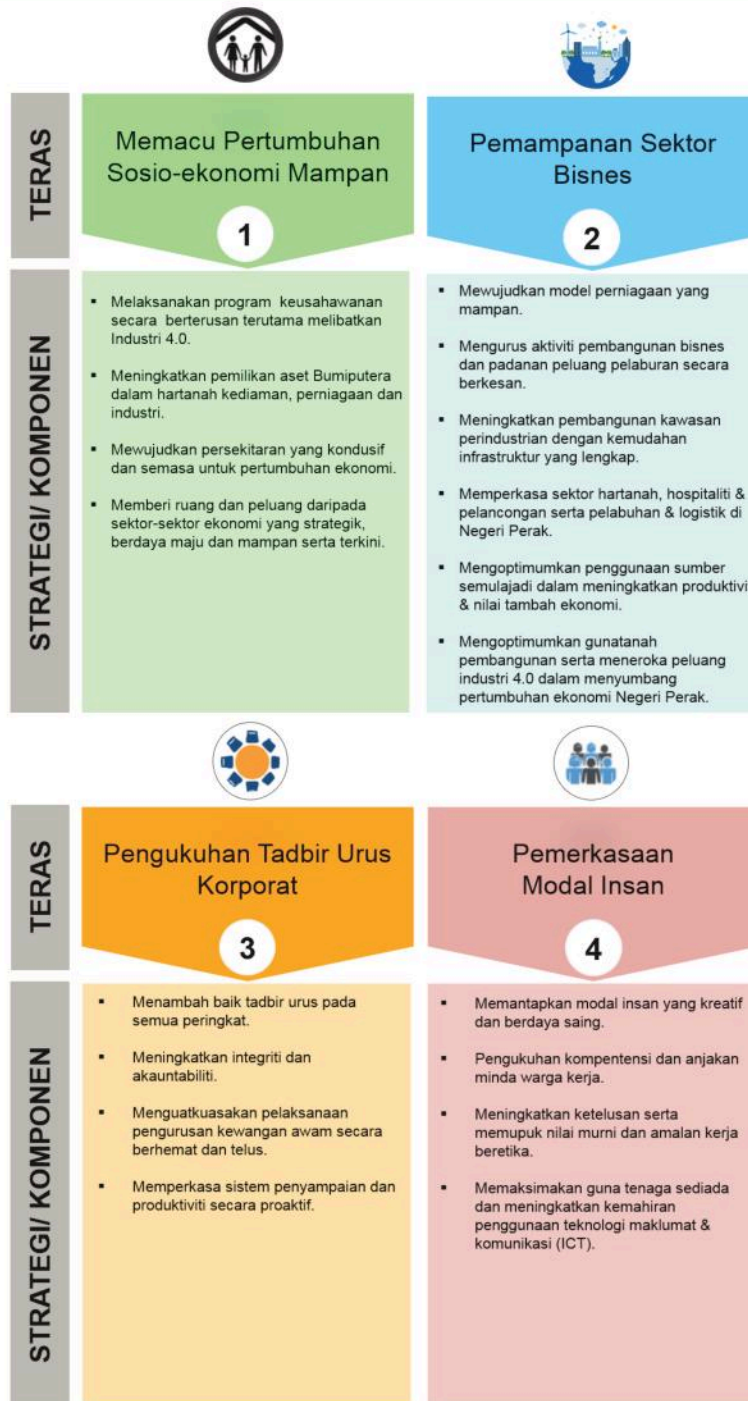 TERAS
Memacu Pertumbuhan
Sosio-ekonomi Mampan
1
Pemampanan Sektor
Bisnes
2
STRATEGI/ KOMPONEN
▪ Melaksanakan program keusahawanan
secara berterusan terutama melibatkan
Industri 4.0.
▪ Meningkatkan pemilikan aset Bumiputera
dalam hartanah kediaman, perniagaan dan
industri.
▪ Mewujudkan persekitaran yang kondusif
dan semasa untuk pertumbuhan ekonomi.
▪ Memberi ruang dan peluang daripada
sektor-sektor ekonomi yang strategik,
berdaya maju dan mampan serta terkini.
▪ Mewujudkan model perniagaan yang
mampan.
▪ Mengurus aktiviti pembangunan bisnes
dan padanan peluang pelaburan secara
berkesan.
▪ Meningkatkan pembangunan kawasan
perindustrian dengan kemudahan
infrastruktur yang lengkap.
▪ Memperkasa sektor hartanah, hospitaliti &
pelancongan serta pelabuhan & logistik di
Negeri Perak.
▪ Mengoptimumkan penggunaan sumber
semulajadi dalam meningkatkan produktivi
& nilai tambah ekonomi.
▪ Mengoptimumkan gunatanah
pembangunan serta meneroka peluang
industri 4.0 dalam menyumbang
pertumbuhan ekonomi Negeri Perak.
TERAS
Pengukuhan Tadbir Urus
Korporat
3
Pemerkasaan
Modal Insan
4
STRATEGI/ KOMPONEN
▪ Menambah baik tadbir urus pada
semua peringkat.
▪ Meningkatkan integriti dan
akauntabiliti.
▪ Menguatkuasakan pelaksanaan
pengurusan kewangan awam secara
berhemat dan telus.
▪ Memperkasa sistem penyampaian dan
produktiviti secara proaktif.
▪ Memantapkan modal insan yang kreatif
dan berdaya saing.
▪ Pengukuhan kompentensi dan anjakan
minda warga kerja.
▪ Meningkatkan ketelusan serta
memupuk nilai murni dan amalan kerja
beretika.
▪ Memaksimakan guna tenaga sediada
dan meningkatkan kemahiran
penggunaan teknologi maklumat &
komunikasi (ICT).